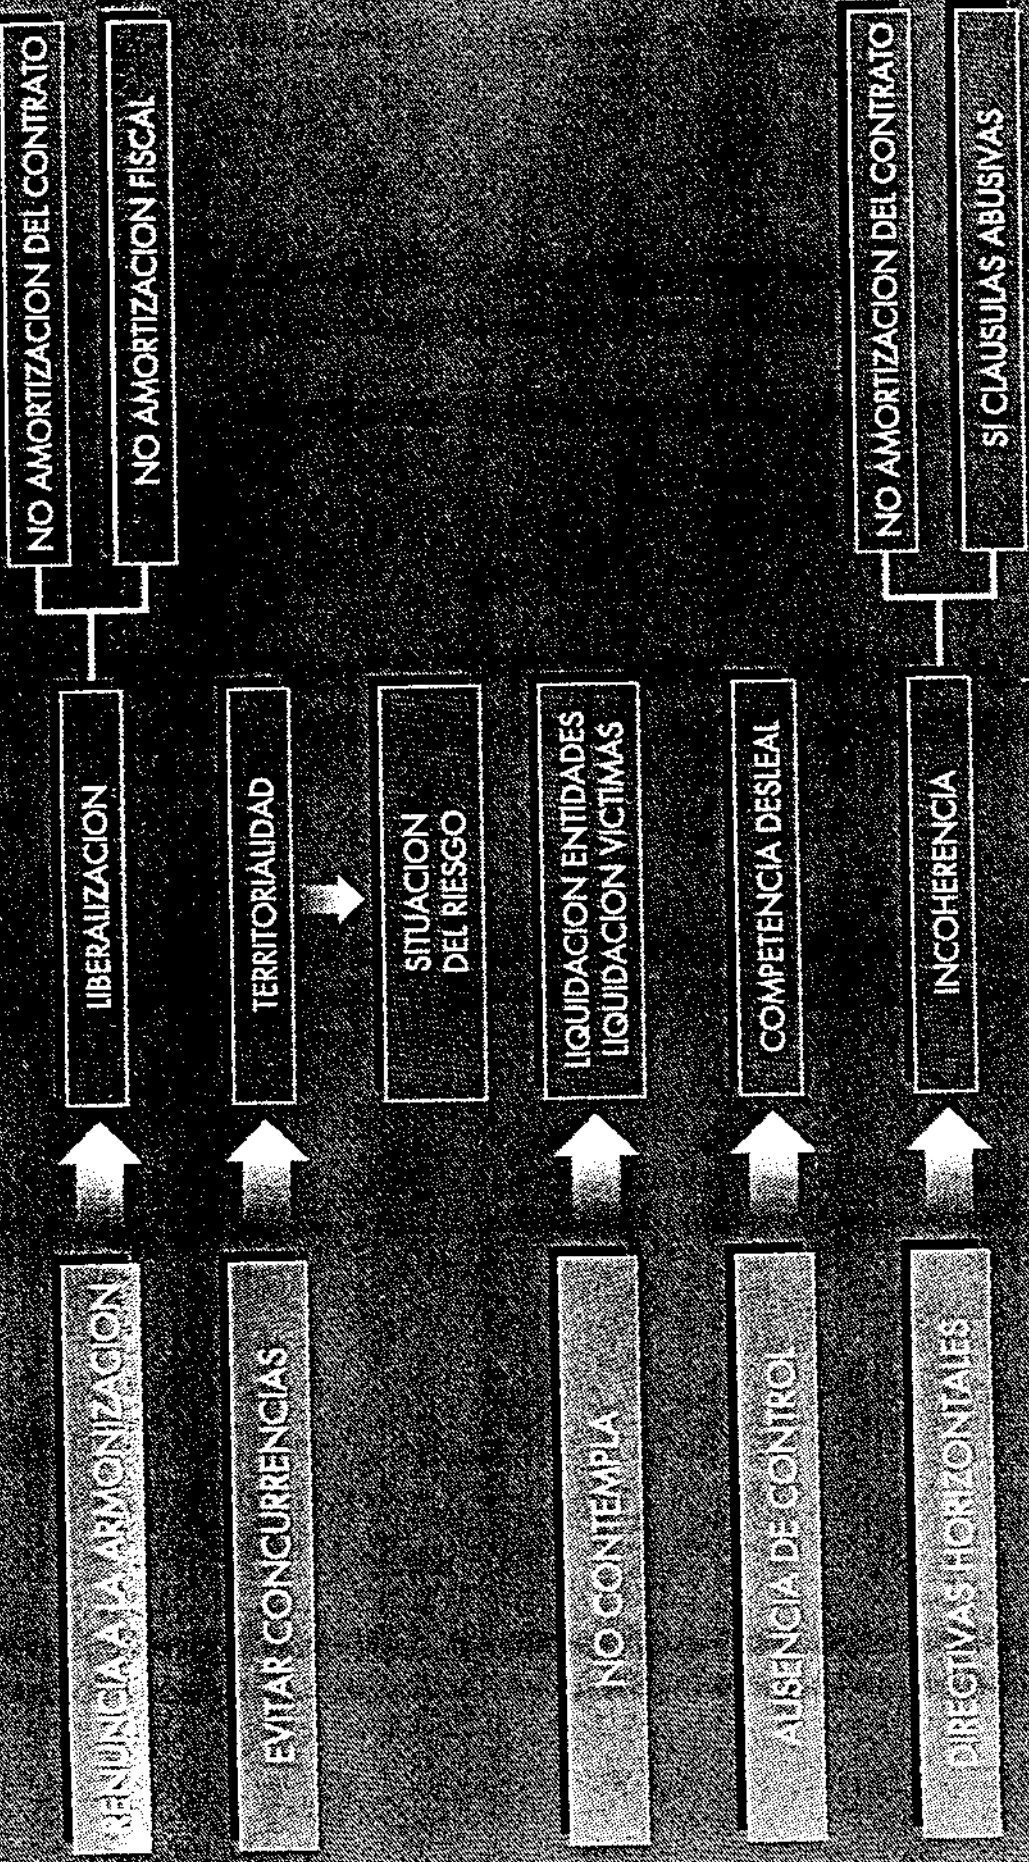 RENUNCIA A LA ARMONIZACION
LIBERALIZACION
NO AMORTIZACION DEL CONTRATO
NO AMORTIZACION FISCAL
EVITAR CONCURRENCIAS
TERRITORIALIDAD
SITUACION
DEL RIESGO
NO CONTEMPLA
LIQUIDACION ENTIDADES
LIQUIDACION VICTIMAS
AUSENCIA DE CONTROL
COMPETENCIA DESLEAL
DIRECTIVAS HORIZONTALES
INCOHERENCIA
NO AMORTIZACION DEL CONTRATO
SI CLAUSULAS ABUSIVAS